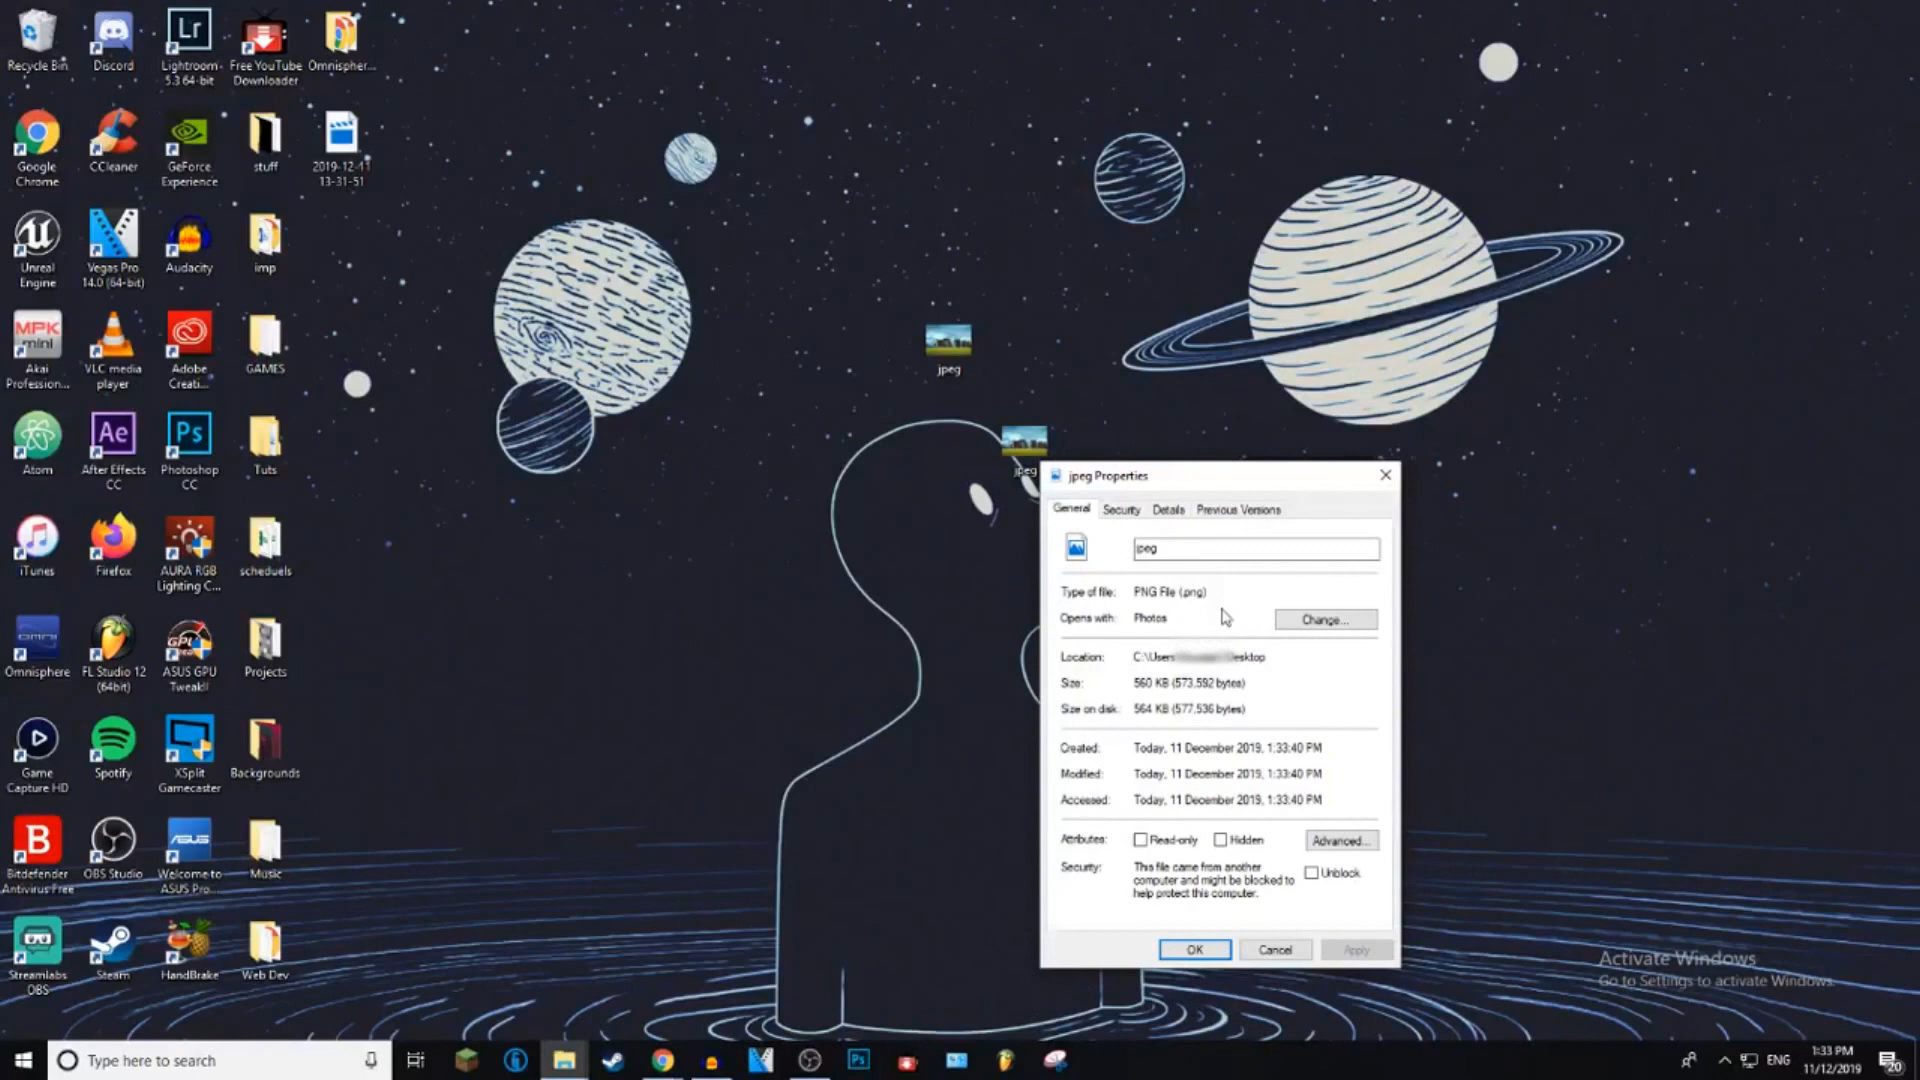 Recycle Bin
Discord
Lightroom
5.3 64-bit
Free YouTube
Downloader
Omnispher...
Google
Chrome
CCleaner
GeForce
Experience
stuff
2019-12-11
13-31-51
Unreal
Engine
Vegas Pro
14.0 (64-bit)
Audacity
imp
MPK
mini
Akai
Profession...
VLC media
player
Adobe
Creati...
GAMES
jpeg
Atom
After Effects
CC
Photoshop
CC
Tuts
jpeg
iTunes
Firefox
AURA RGB
Lighting C...
scheduels
Omnisphere
FL Studio 12
(64bit)
ASUS GPU
TweakII
Projects
Game
Capture HD
Spotify
XSplit
Gamecaster
Backgrounds
Bitdefender
Antivirus Free
OBS Studio
Welcome to
ASUS Pro...
Music
Streamlabs
OBS
Steam
HandBrake
Web Dev
Lr
Ae
Ps
OMNI
GPU
B
ASUS
jpeg Properties
General Security Details Previous Versions
jpeg
Type of file: PNG File (.png)
Opens with: Photos Change...
Location: C:\Users esktop
Size: 560 KB (573,592 bytes)
Size on disk: 564 KB (577,536 bytes)
Created: Today, 11 December 2019, 1:33:40 PM
Modified: Today, 11 December 2019, 1:33:40 PM
Accessed: Today, 11 December 2019, 1:33:40 PM
Attributes: Read-only Hidden Advanced...
Security: This file came from another
computer and might be blocked to
help protect this computer.
Unblock
OK Cancel Apply
Activate Windows
Go to Settings to activate Windows.
Type here to search
Ps
ENG
1:33 PM
11/12/2019
20